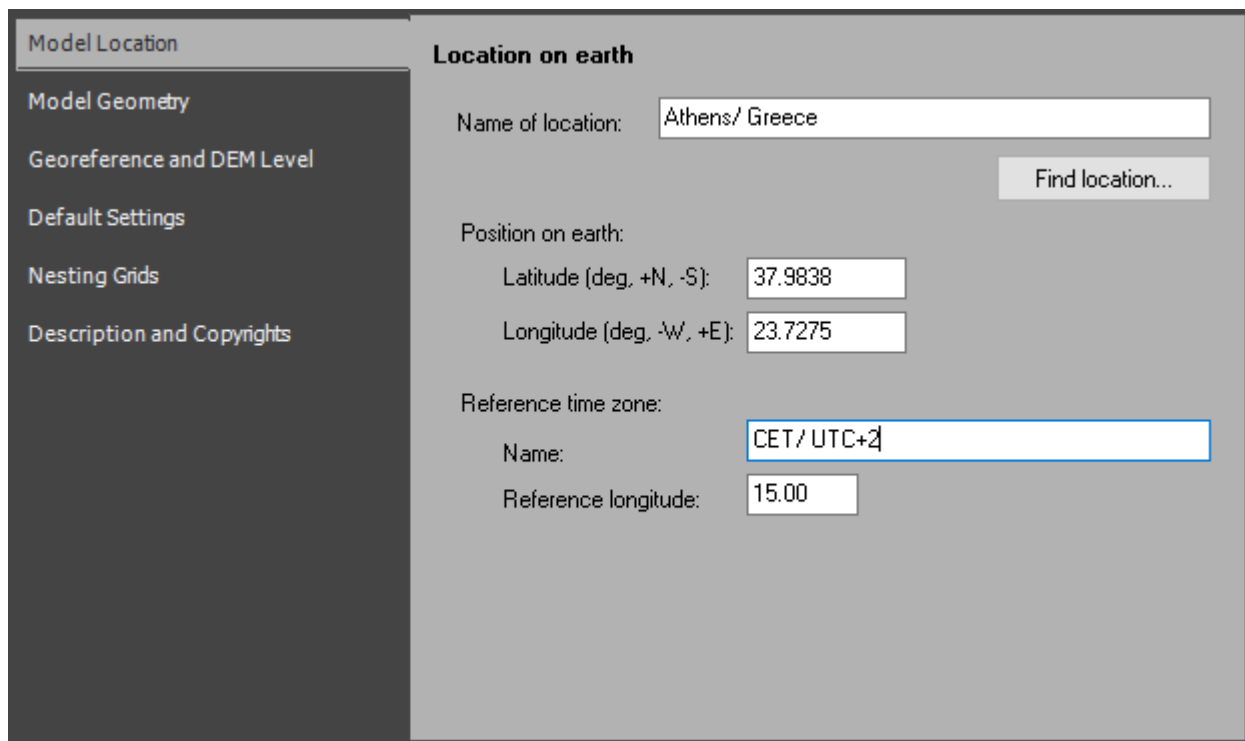 Model Location
Model Geometry
Georeference and DEM Level
Default Settings
Nesting Grids
Description and Copyrights
Location on earth
Name of location: Athens/ Greece
Find location...
Position on earth:
Latitude (deg, +N, -S): 37.9838
Longitude (deg, -W, +E): 23.7275
Reference time zone:
Name: CET/ UTC+2
Reference longitude: 15.00